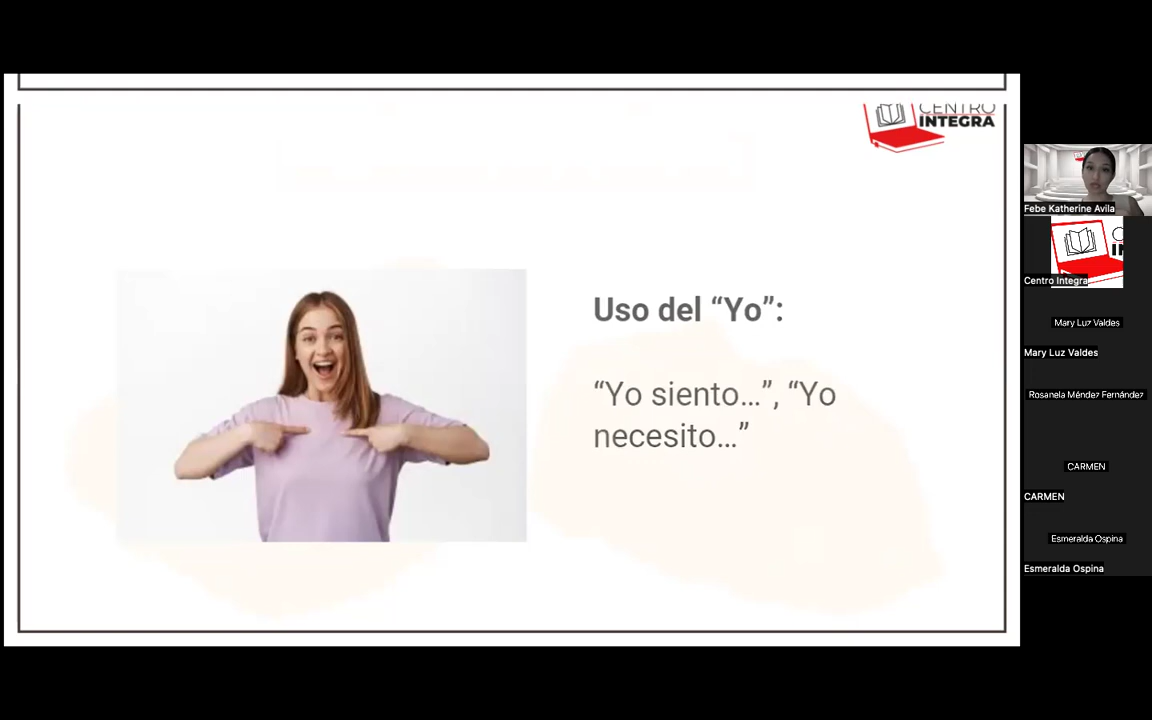 CENTRO
INTEGRA
Uso del “Yo”:
“Yo siento…”, “Yo
necesito…”
Febe Katherine Avila
Centro Integra
Mary Luz Valdes
Mary Luz Valdes
Rosanela Méndez Fernández
CARMEN
CARMEN
Esmeralda Ospina
Esmeralda Ospina